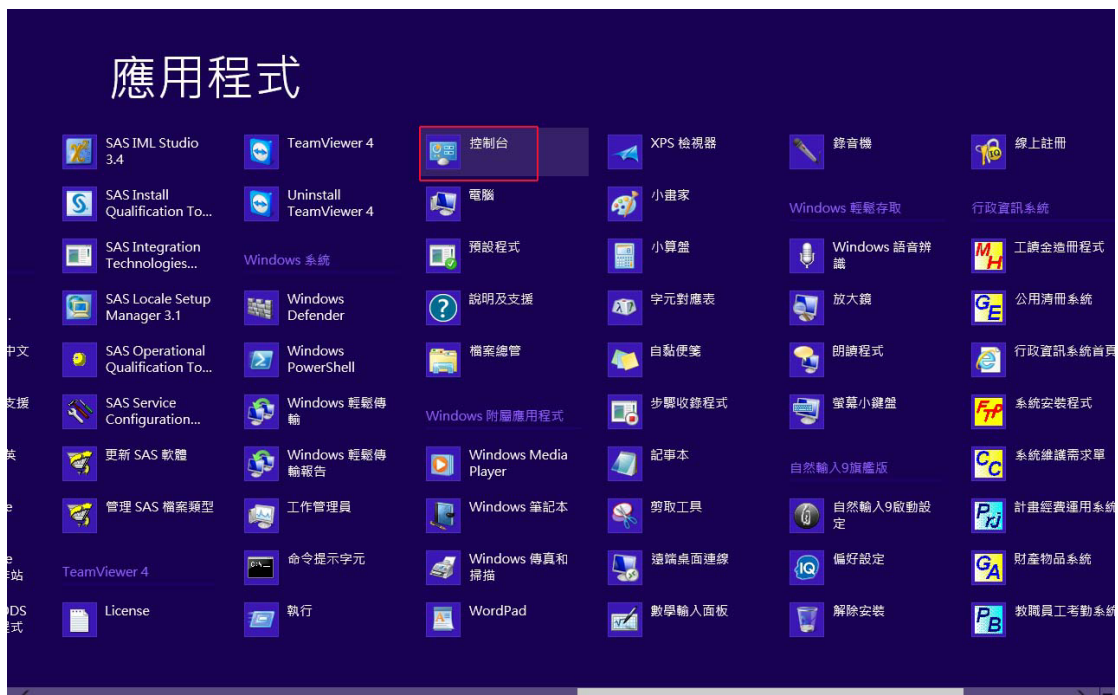 應用程式
.
中文
支援
英
e
e
作站
ODS
程式
SAS IML Studio
3.4
SAS Install
Qualification To...
SAS Integration
Technologies...
SAS Locale Setup
Manager 3.1
SAS Operational
Qualification To...
SAS Service
Configuration...
更新 SAS 軟體
管理 SAS 檔案類型
TeamViewer 4
License
TeamViewer 4
Uninstall
TeamViewer 4
Windows 系統
Windows
Defender
Windows
PowerShell
Windows 輕鬆傳
輸
Windows 輕鬆傳
輸報告
工作管理員
命令提示字元
執行
控制台
電腦
預設程式
說明及支援
檔案總管
Windows 附屬應用程式
Windows Media
Player
Windows 筆記本
Windows 傳真和
掃描
WordPad
XPS 檢視器
小畫家
小算盤
字元對應表
自黏便箋
步驟收錄程式
記事本
剪取工具
遠端桌面連線
數學輸入面板
錄音機
Windows 輕鬆存取
Windows 語音辨
識
放大鏡
朗讀程式
螢幕小鍵盤
自然輸入9旗艦版
自然輸入9啟動設
定
偏好設定
解除安裝
線上註冊
行政資訊系統
工讀金造冊程式
公用清冊系統
行政資訊系統首頁
系統安裝程式
系統維護需求單
計畫經費運用系統
財產物品系統
教職員工考勤系統